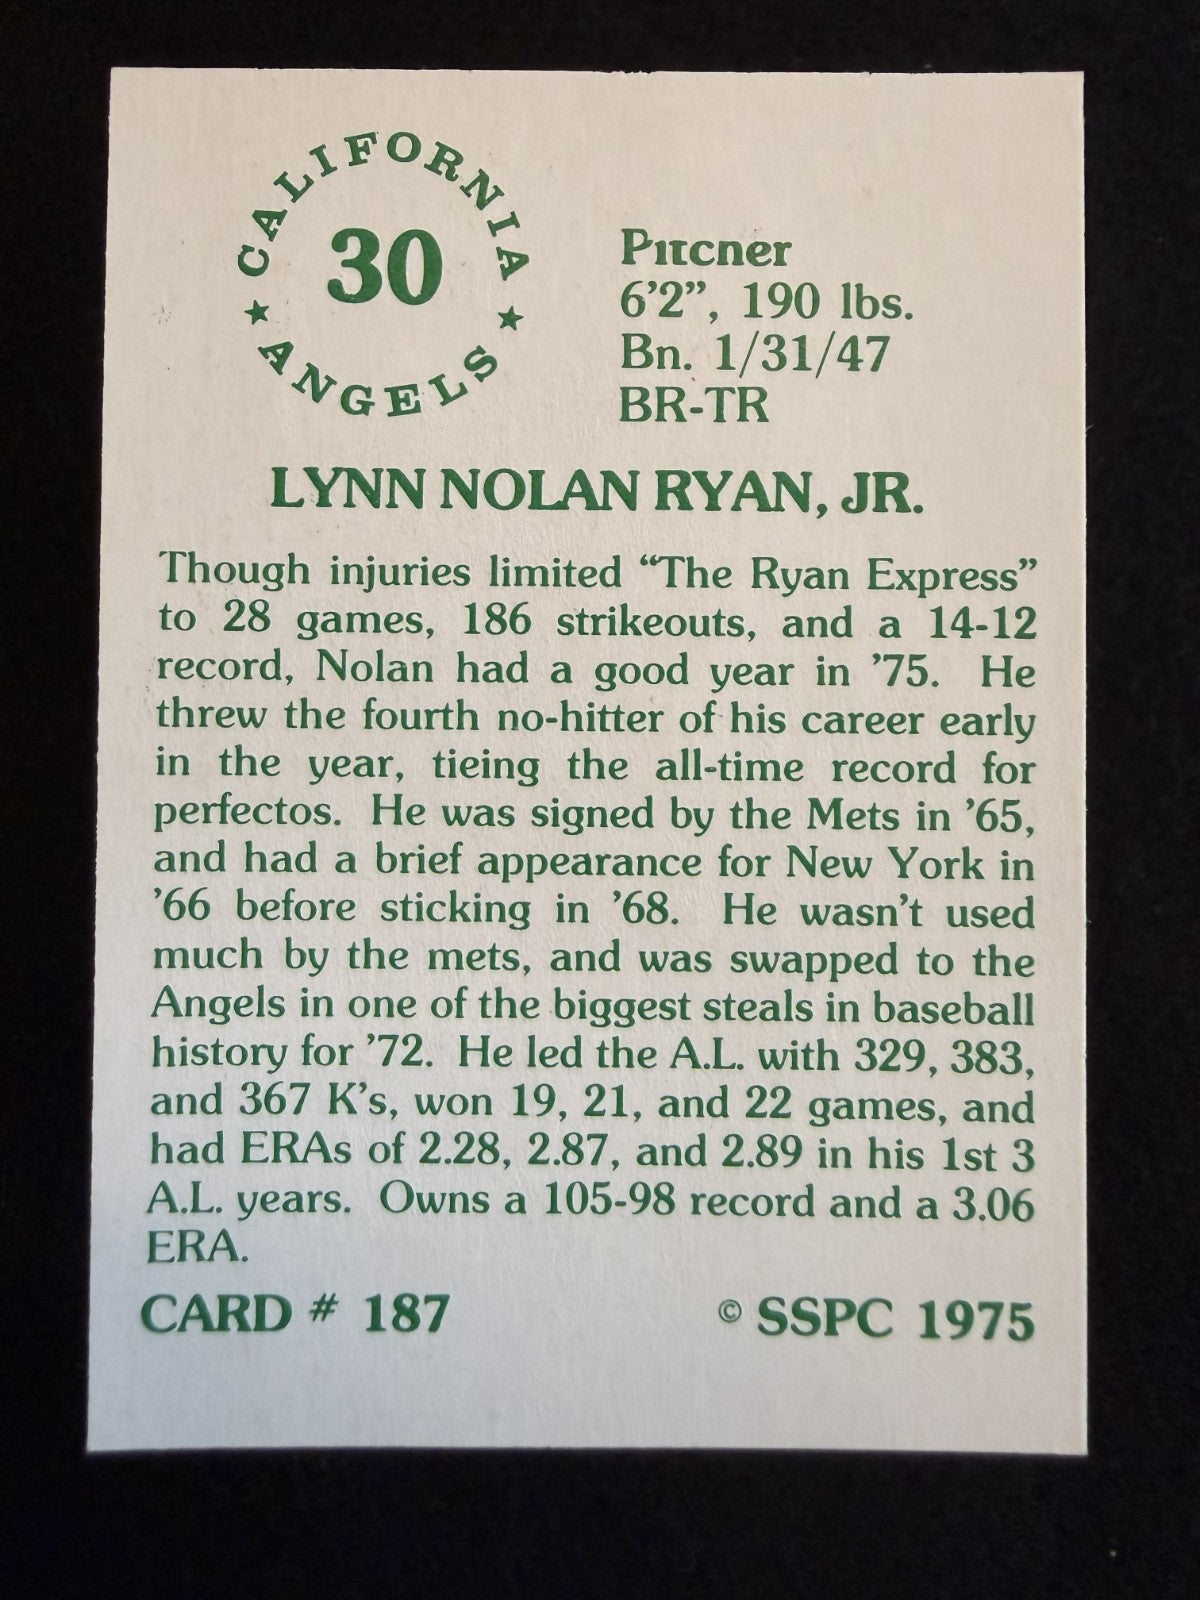 CALIFORNIA
30
★ ANGELS ★
Pitcher
6'2", 190 lbs.
Bn. 1/31/47
BR-TR
LYNN NOLAN RYAN, JR.
Though injuries limited "The Ryan Express"
to 28 games, 186 strikeouts, and a 14-12
record, Nolan had a good year in '75. He
threw the fourth no-hitter of his career early
in the year, tieing the all-time record for
perfectos. He was signed by the Mets in '65,
and had a brief appearance for New York in
'66 before sticking in '68. He wasn't used
much by the mets, and was swapped to the
Angels in one of the biggest steals in baseball
history for '72. He led the A.L. with 329, 383,
and 367 K's, won 19, 21, and 22 games, and
had ERAs of 2.28, 2.87, and 2.89 in his 1st 3
A.L. years. Owns a 105-98 record and a 3.06
ERA.
CARD # 187
© SSPC 1975